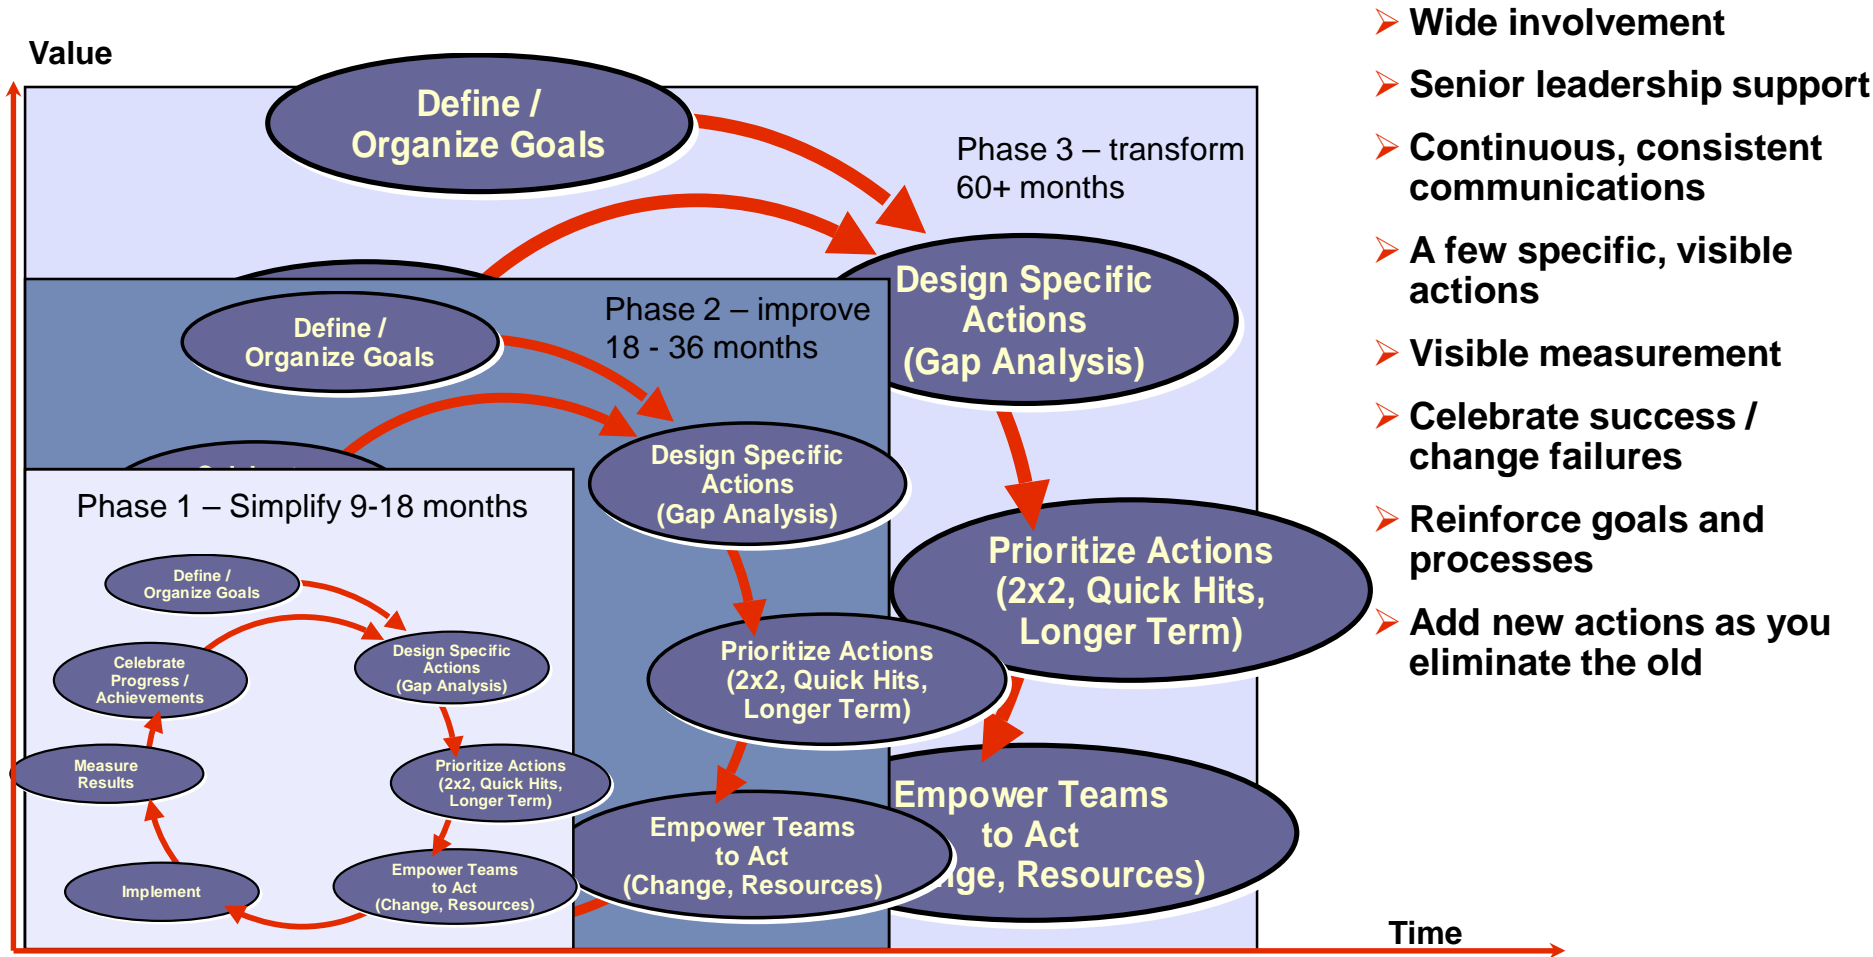 Value
Define /
Organize Goals
Phase 3 – transform
60+ months
Design Specific
Actions
(Gap Analysis)
Prioritize Actions
(2x2, Quick Hits,
Longer Term)
Empower Teams
to Act
nge, Resources)
Define /
Organize Goals
Phase 2 – improve
18 - 36 months
Design Specific
Actions
(Gap Analysis)
Prioritize Actions
(2x2, Quick Hits,
Longer Term)
Empower Teams
to Act
(Change, Resources)
Phase 1 – Simplify 9-18 months
Define /
Organize Goals
Design Specific
Actions
(Gap Analysis)
Prioritize Actions
(2x2, Quick Hits,
Longer Term)
Empower Teams
to Act
(Change, Resources)
Implement
Measure
Results
Celebrate
Progress /
Achievements
Time
Wide involvement
Senior leadership support
Continuous, consistent
communications
A few specific, visible
actions
Visible measurement
Celebrate success /
change failures
Reinforce goals and
processes
Add new actions as you
eliminate the old